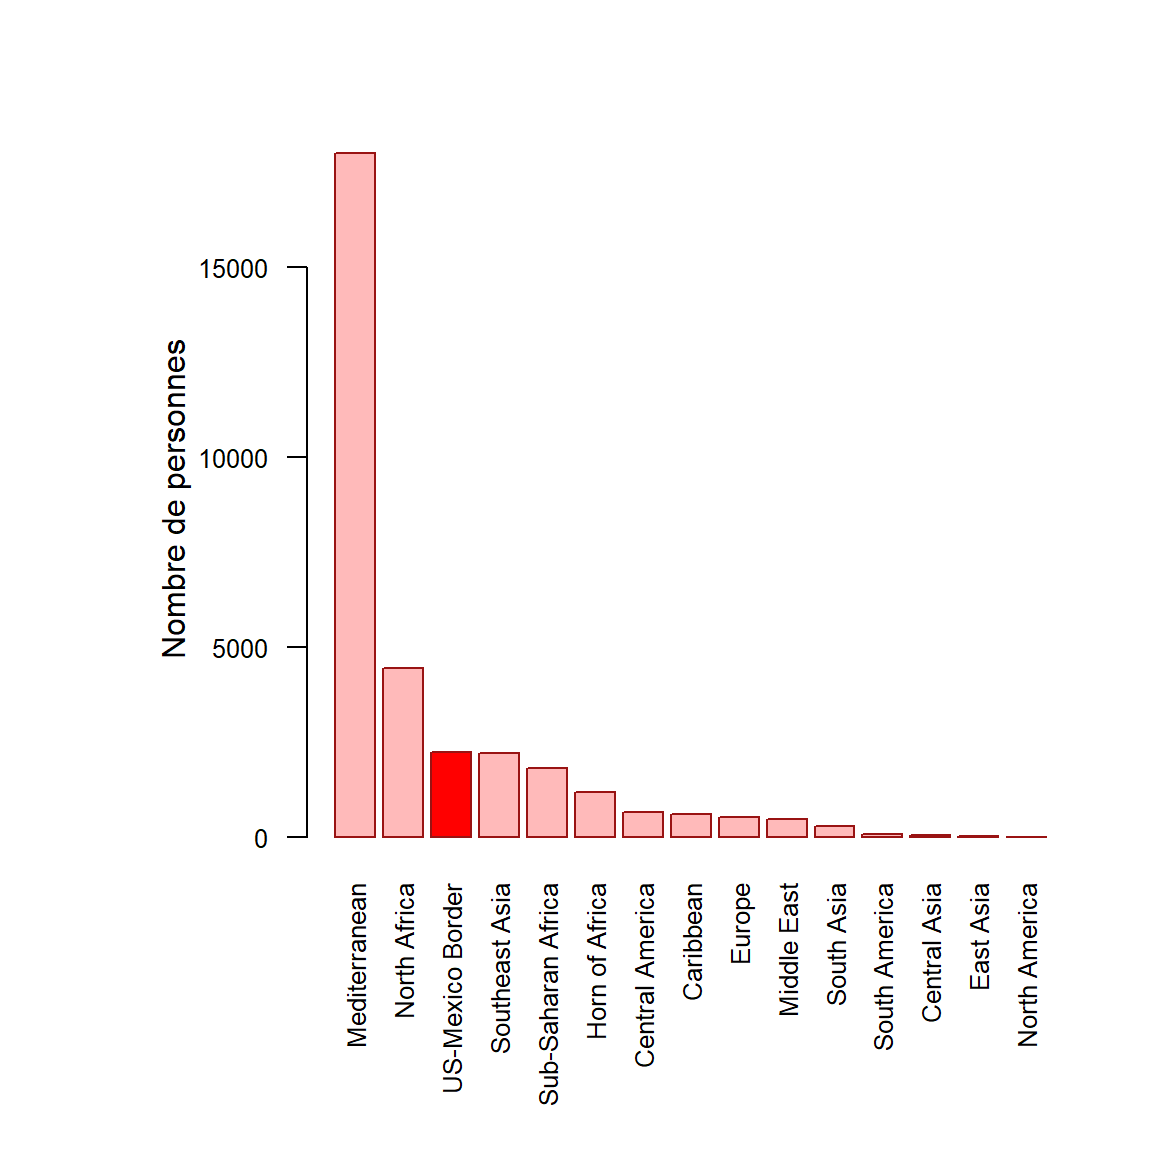 Nombre de personnes
15000
10000
5000
0
Mediterranean
North Africa
US-Mexico Border
Southeast Asia
Sub-Saharan Africa
Horn of Africa
Central America
Caribbean
Europe
Middle East
South Asia
South America
Central Asia
East Asia
North America